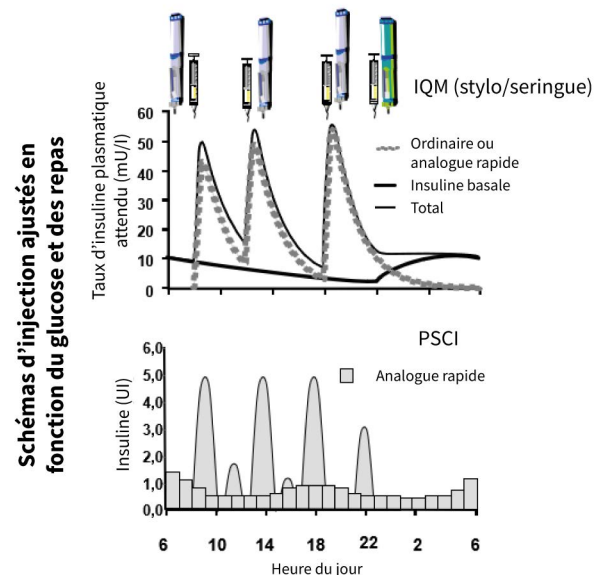 Schémas d'injection ajustés en
fonction du glucose et des repas
IQM (stylo/seringue)
Taux d'insuline plasmatique
attendu (mU/l)
60
50
40
30
20
10
0
Ordinaire ou
analogue rapide
Insuline basale
Total
PSCI
Analogue rapide
Insuline (UI)
6,0
5,0
4,0
3,0
2,0
1,0
0,0
6 10 14 18 22 2 6
Heure du jour